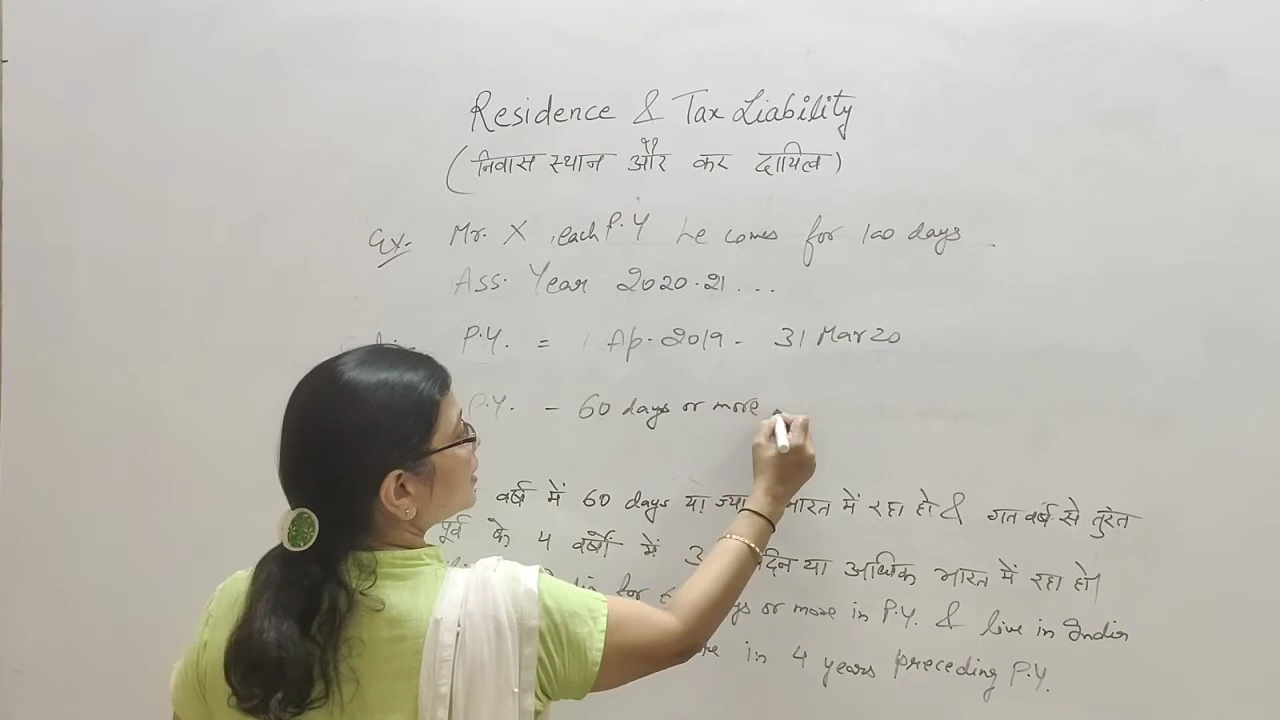 Residence & Tax Liability
(निवास स्थान और कर दायित्व)
Ex. Mr. X , each P.Y he comes for 100 days
Ass. Year 2020-21 ...
P.Y. = 1 Ap. 2019 - 31 Mar 20
P.Y. - 60 days or more
वर्ष में 60 days या भारत में रहा हो & गत वर्ष से तुरंत
पूर्व के 4 वर्षों में दिन या अधिक भारत में रहा हो।
for or more in P.Y. & live in India
in 4 years preceding P.Y.